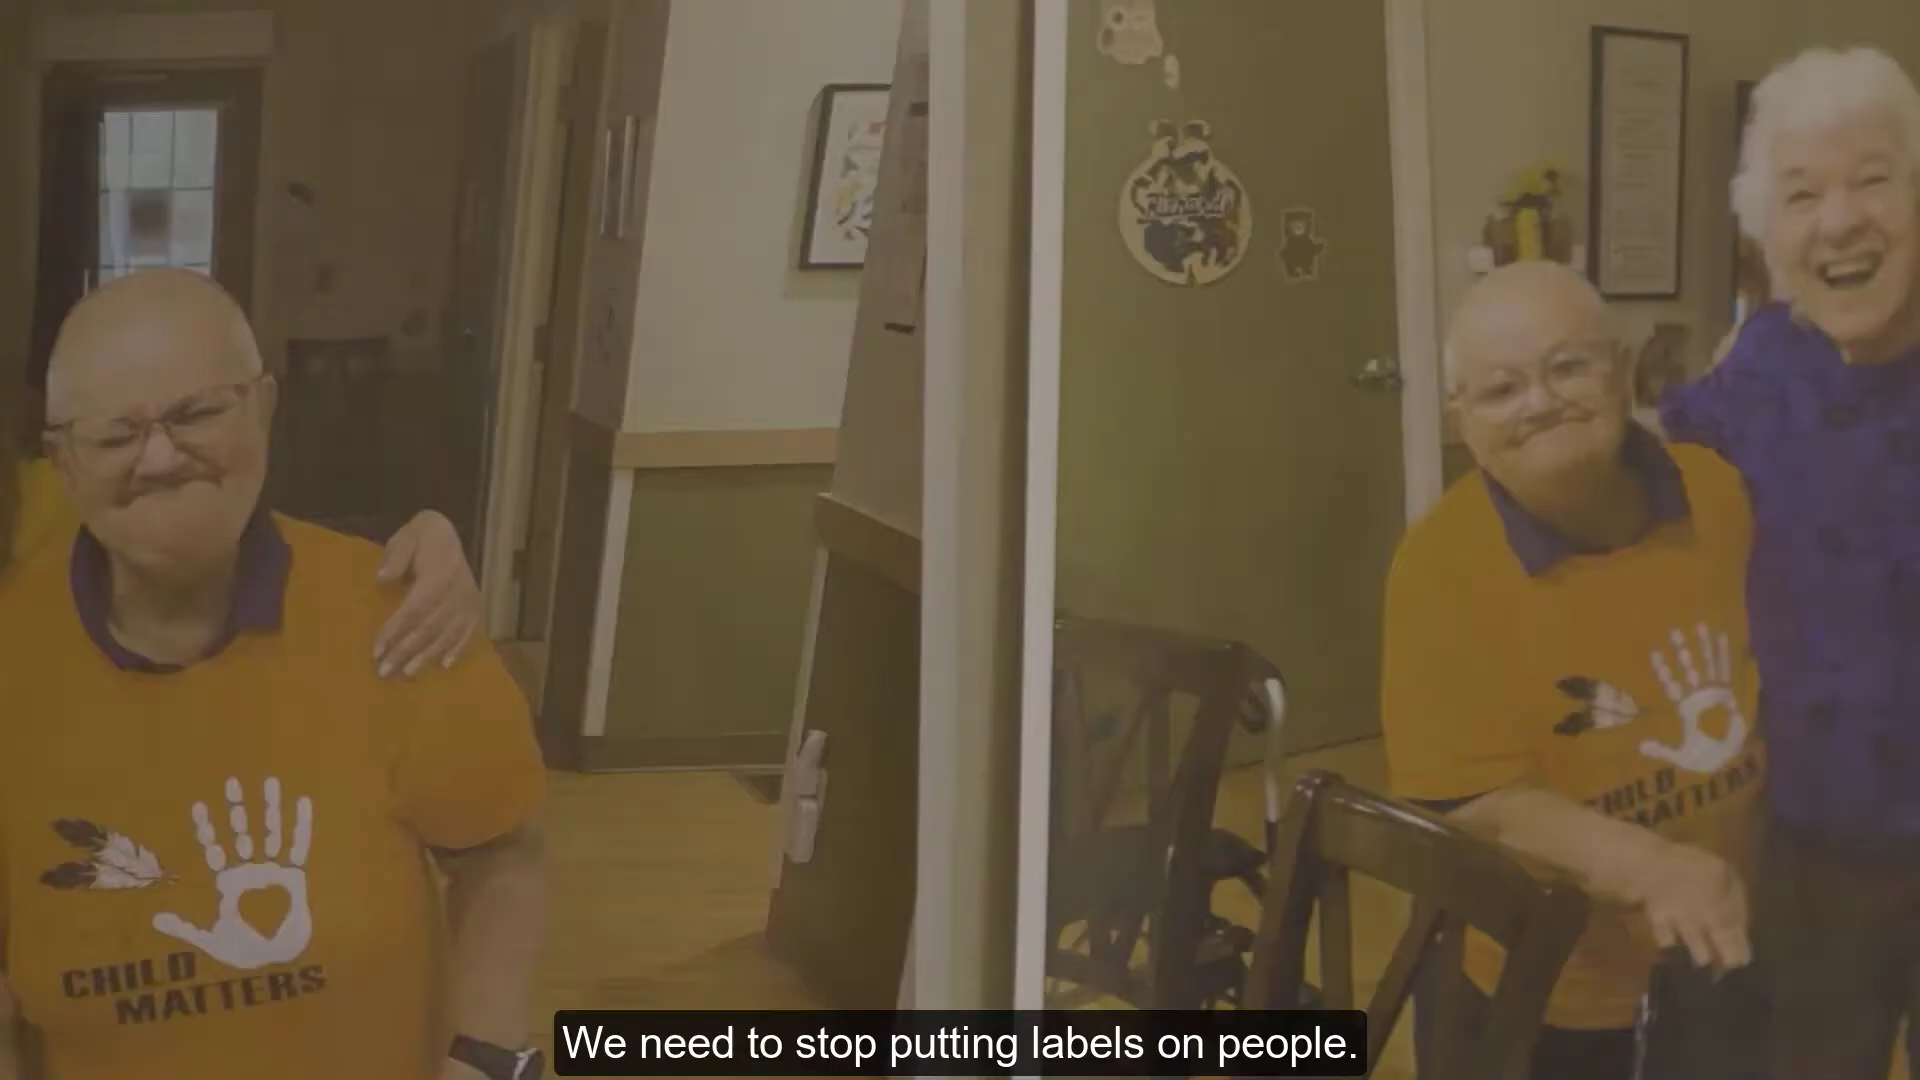 CHILD
MATTERS
CHILD
MATTERS
We need to stop putting labels on people.